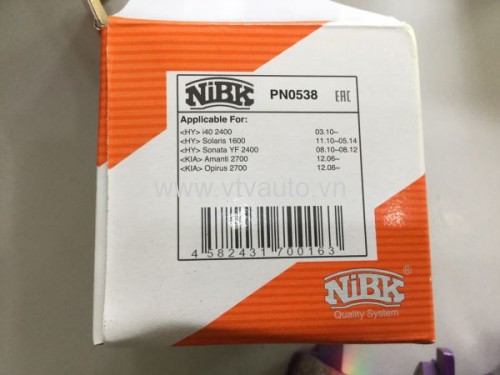 NiBK PN0538 EAC
Applicable For:
<HY> i40 2400 03.10~
<HY> Solaris 1600 11.10~05.14
<HY> Sonata YF 2400 08.10~08.12
<KIA> Amanti 2700 12.06~
<KIA> Opirus 2700 12.06~
www.vtvauto.vn
4 582431 700163
NiBK®
Quality System